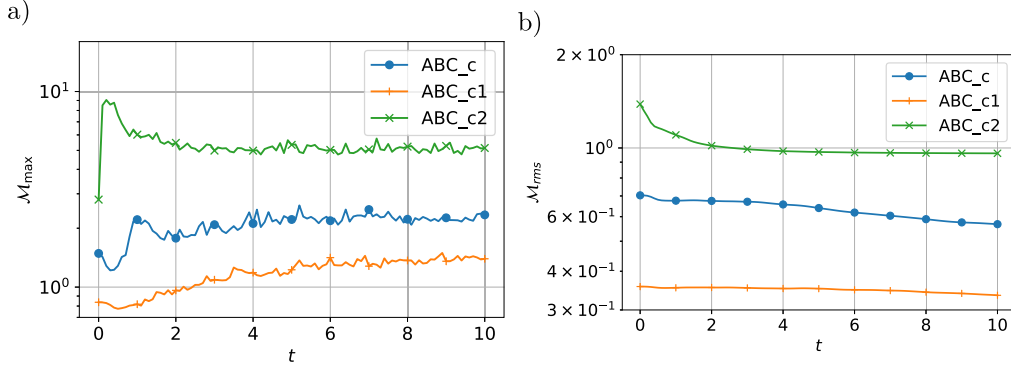 a)
10¹
10⁰
ℳmax
0 2 4 6 8 10
t
ABC_c
ABC_c1
ABC_c2
b)
2 × 10⁰
10⁰
6 × 10⁻¹
4 × 10⁻¹
3 × 10⁻¹
ℳrms
0 2 4 6 8 10
t
ABC_c
ABC_c1
ABC_c2